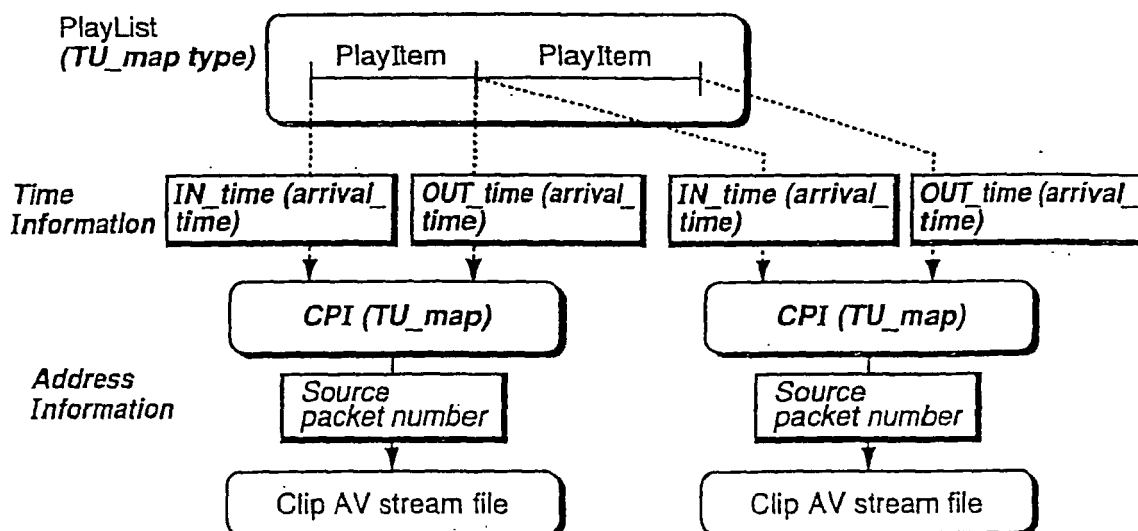 PlayList
(TU_map type)
PlayItem
PlayItem
Time
Information
IN_time (arrival_
time)
OUT_time (arrival_
time)
IN_time (arrival_
time)
OUT_time (arrival_
time)
CPI (TU_map)
CPI (TU_map)
Address
Information
Source
packet number
Source
packet number
Clip AV stream file
Clip AV stream file